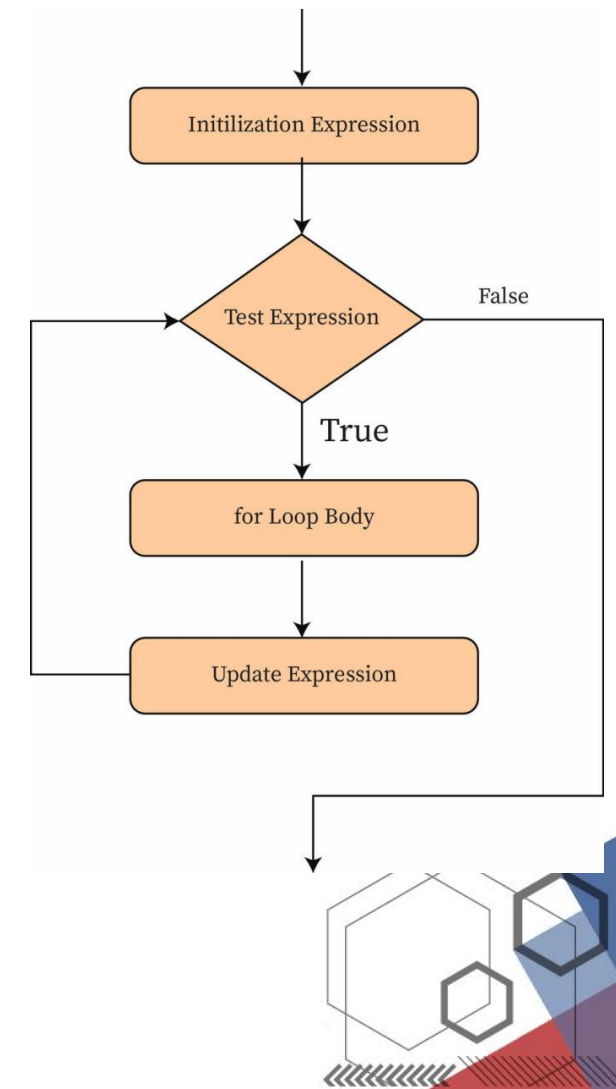 Initilization Expression
Test Expression
False
True
for Loop Body
Update Expression